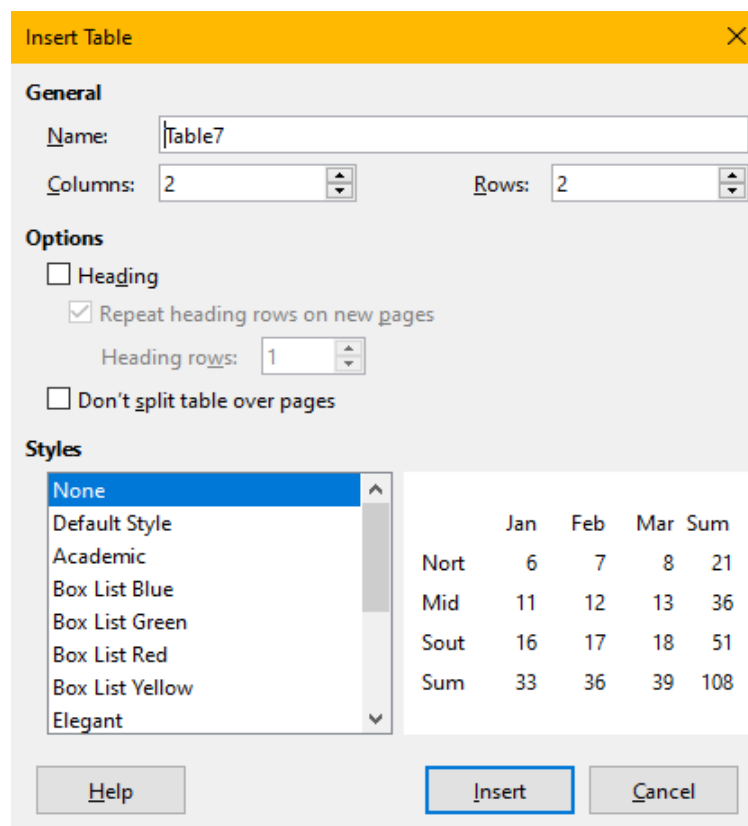 Insert Table
General
Name: Table7
Columns: 2 Rows: 2
Options
Heading
Repeat heading rows on new pages
Heading rows: 1
Don't split table over pages
Styles
None
Default Style
Academic
Box List Blue
Box List Green
Box List Red
Box List Yellow
Elegant
Jan Feb Mar Sum
Nort 6 7 8 21
Mid 11 12 13 36
Sout 16 17 18 51
Sum 33 36 39 108
Help Insert Cancel